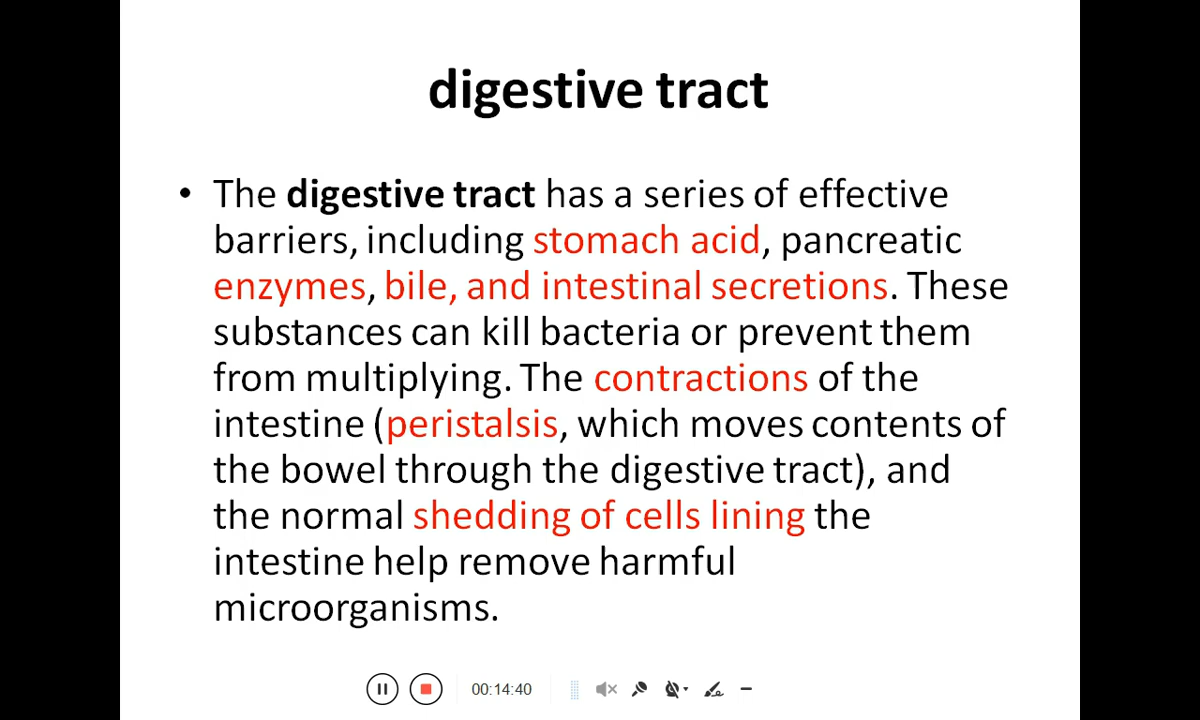 digestive tract
• The digestive tract has a series of effective
barriers, including stomach acid, pancreatic
enzymes, bile, and intestinal secretions. These
substances can kill bacteria or prevent them
from multiplying. The contractions of the
intestine (peristalsis, which moves contents of
the bowel through the digestive tract), and
the normal shedding of cells lining the
intestine help remove harmful
microorganisms.
00:14:40